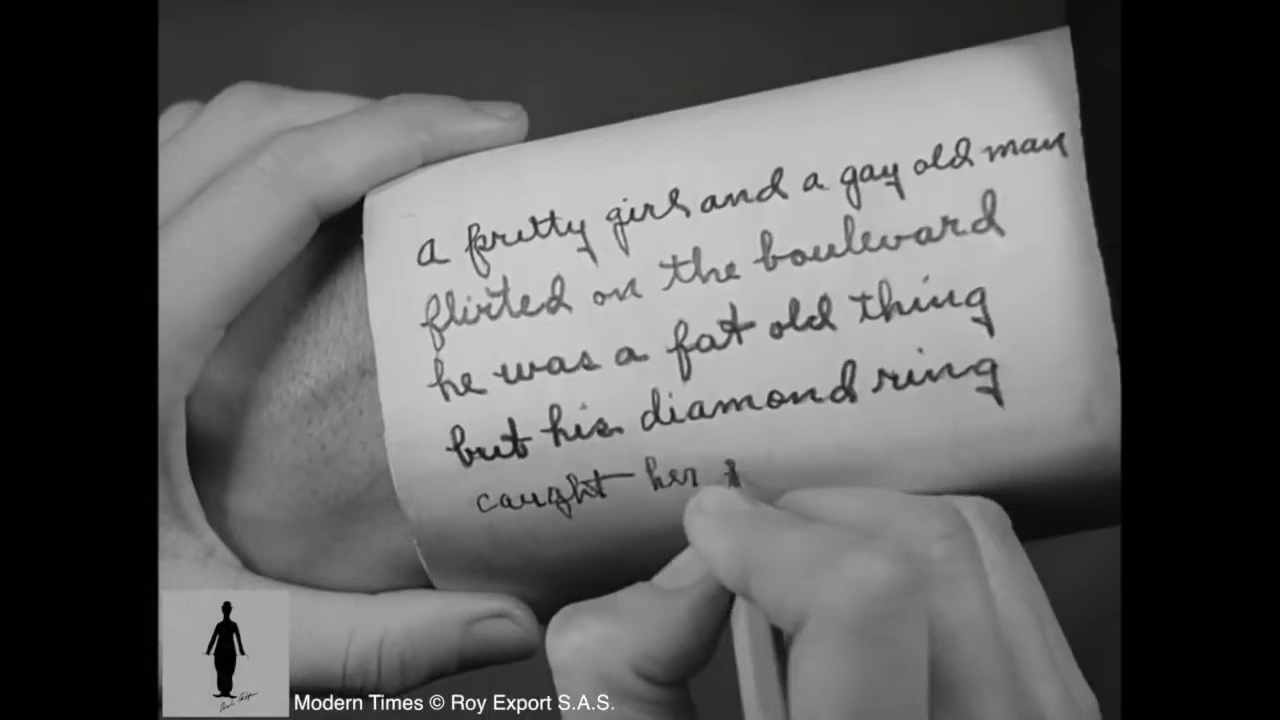 a pretty girl and a gay old man
flirted on the boulevard
he was a fat old thing
but his diamond ring
caught her
Modern Times © Roy Export S.A.S.